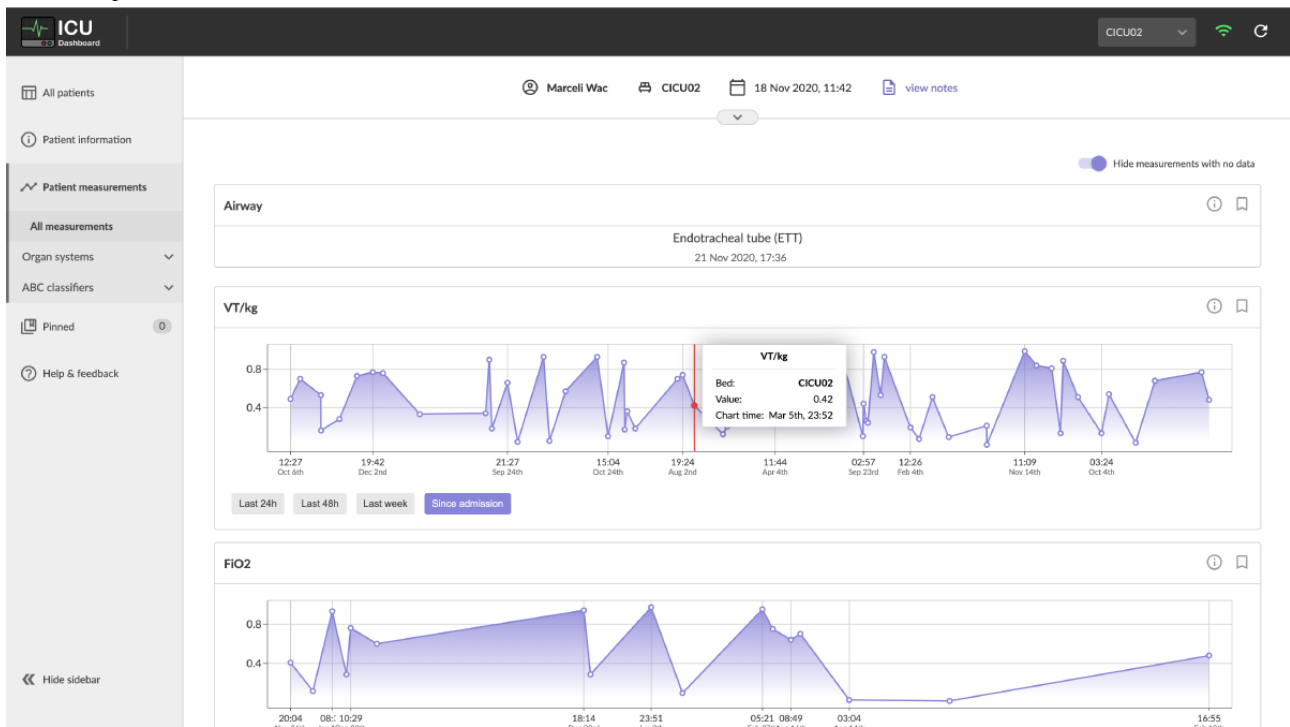 ICU
Dashboard
CICU02
All patients
Marceli Wac CICU02 18 Nov 2020, 11:42 view notes
Patient information
Hide measurements with no data
Patient measurements
Airway
All measurements
Endotracheal tube (ETT)
21 Nov 2020, 17:36
Organ systems
ABC classifiers
VT/kg
Pinned 0
Help & feedback
0.8
0.4
VT/kg
Bed: CICU02
Value: 0.42
Chart time: Mar 5th, 23:52
12:27 19:42 21:27 15:04 19:24 11:44 02:57 12:26 11:09 03:24
Oct 6th Dec 2nd Sep 24th Oct 24th Aug 2nd Apr 4th Sep 23rd Feb 4th Nov 14th Oct 4th
Last 24h Last 48h Last week Since admission
FiO2
0.8
0.4
Hide sidebar
20:04 08: 10:29 18:14 23:51 05:21 08:49 03:04 16:55